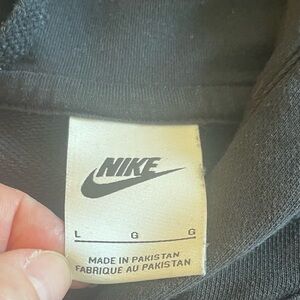 NIKE
L G G
MADE IN PAKISTAN
FABRIQUE AU PAKISTAN